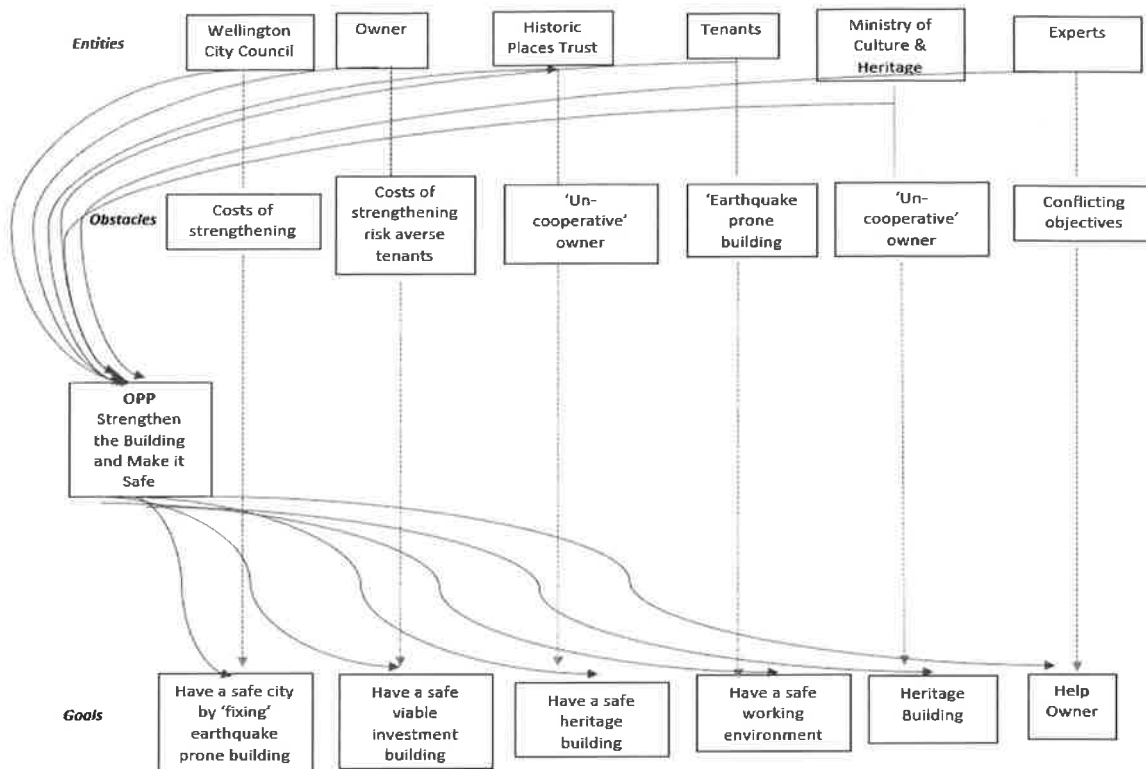 Entities
Wellington
City Council
Owner
Historic
Places Trust
Tenants
Ministry of
Culture &
Heritage
Experts
Obstacles
Costs of
strengthening
Costs of
strengthening
risk averse
tenants
'Un-
cooperative'
owner
'Earthquake
prone
building
'Un-
cooperative'
owner
Conflicting
objectives
OPP
Strengthen
the Building
and Make it
Safe
Goals
Have a safe city
by 'fixing'
earthquake
prone building
Have a safe
viable
investment
building
Have a safe
heritage
building
Have a safe
working
environment
Heritage
Building
Help
Owner